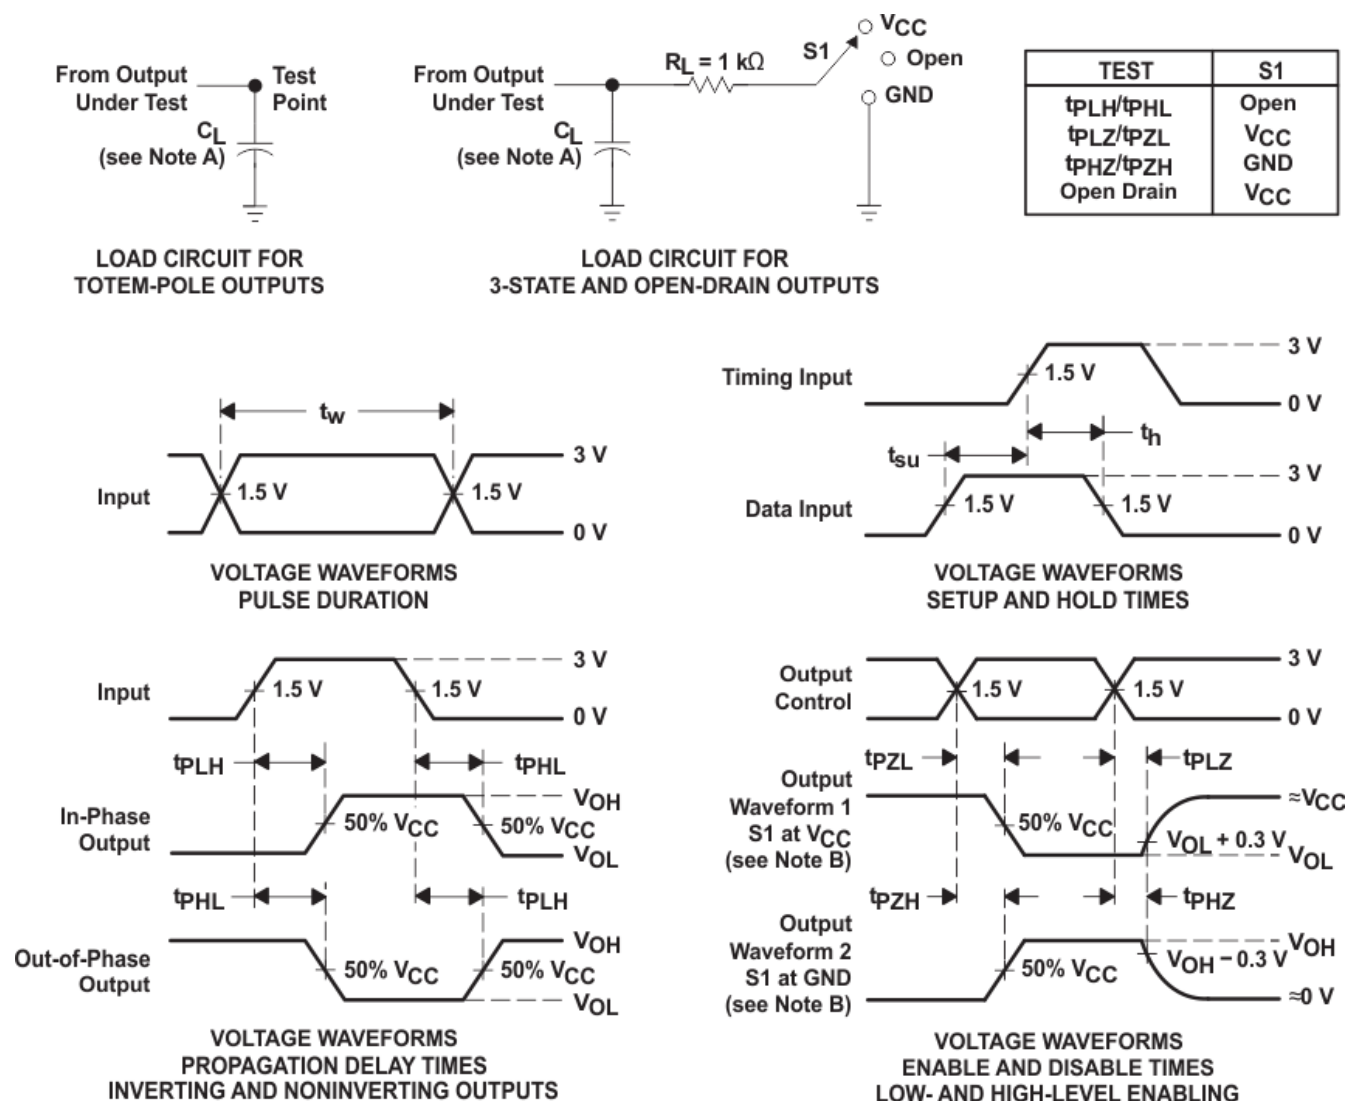 From Output
Under Test
Test
Point
CL
(see Note A)
LOAD CIRCUIT FOR
TOTEM-POLE OUTPUTS
From Output
Under Test
RL = 1 kΩ
S1
VCC
Open
GND
CL
(see Note A)
LOAD CIRCUIT FOR
3-STATE AND OPEN-DRAIN OUTPUTS
TEST S1
tPLH/tPHL Open
tPLZ/tPZL VCC
tPHZ/tPZH GND
Open Drain VCC
tw
Input
1.5 V
1.5 V
3 V
0 V
VOLTAGE WAVEFORMS
PULSE DURATION
Timing Input
1.5 V
3 V
0 V
th
tsu
Data Input
1.5 V
1.5 V
3 V
0 V
VOLTAGE WAVEFORMS
SETUP AND HOLD TIMES
Input
1.5 V
1.5 V
3 V
0 V
tPLH
tPHL
In-Phase
Output
50% VCC
50% VCC
VOH
VOL
tPHL
tPLH
Out-of-Phase
Output
50% VCC
50% VCC
VOH
VOL
VOLTAGE WAVEFORMS
PROPAGATION DELAY TIMES
INVERTING AND NONINVERTING OUTPUTS
Output
Control
1.5 V
1.5 V
3 V
0 V
tPZL
tPLZ
Output
Waveform 1
S1 at VCC
(see Note B)
50% VCC
VOL + 0.3 V
≈VCC
VOL
tPZH
tPHZ
Output
Waveform 2
S1 at GND
(see Note B)
50% VCC
VOH − 0.3 V
VOH
≈0 V
VOLTAGE WAVEFORMS
ENABLE AND DISABLE TIMES
LOW- AND HIGH-LEVEL ENABLING